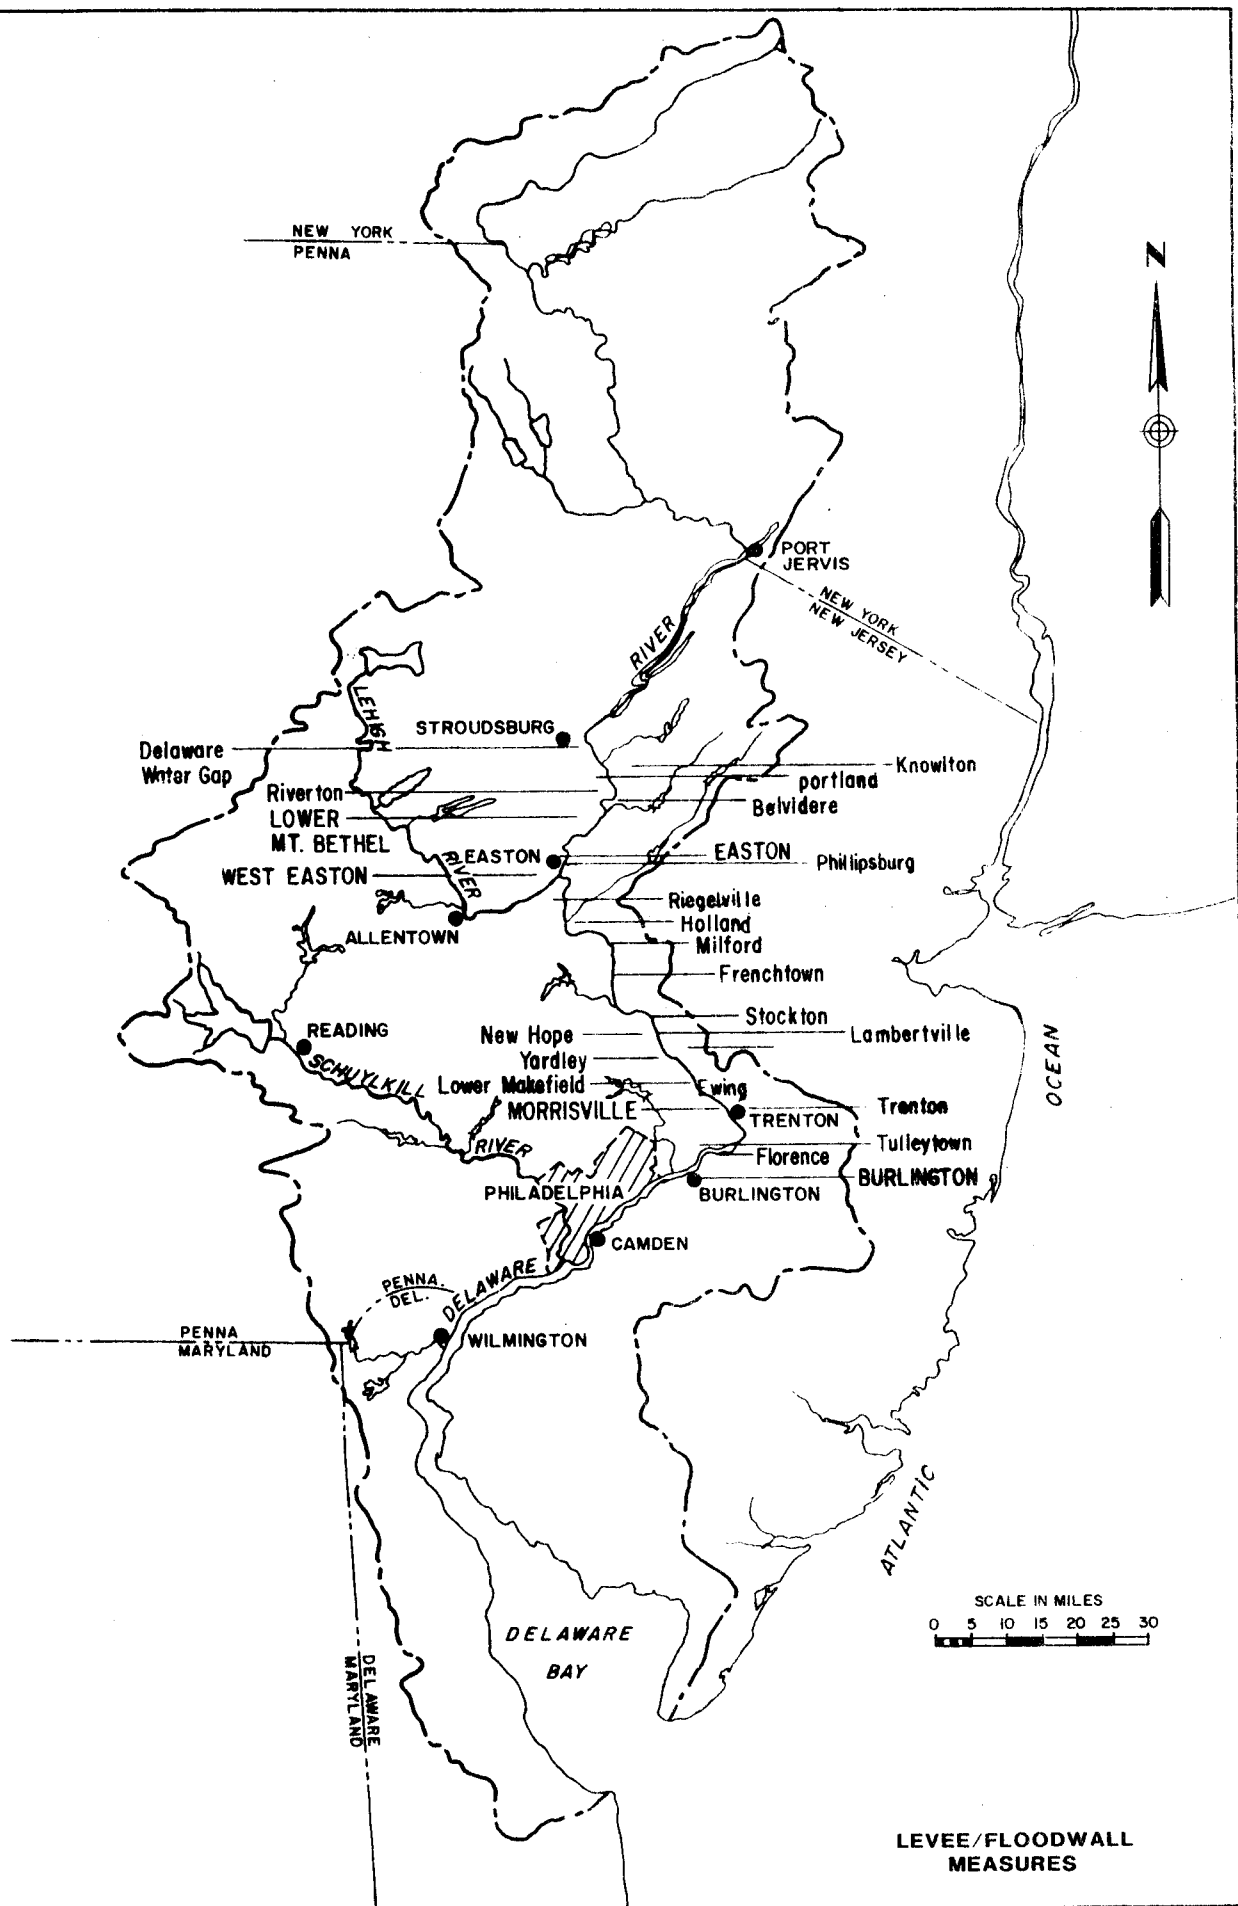 NEW YORK
PENNA
N
PORT
JERVIS
NEW YORK
NEW JERSEY
RIVER
LEHIGH
STROUDSBURG
Delaware
Water Gap
Knowlton
portland
Riverton
Belvidere
LOWER
MT. BETHEL
RIVER
EASTON
EASTON
Phillipsburg
WEST EASTON
Riegelville
Holland
ALLENTOWN
Milford
Frenchtown
Stockton
READING
New Hope
Lambertville
OCEAN
Yardley
SCHUYLKILL
Lower Makefield
Ewing
MORRISVILLE
Trenton
TRENTON
RIVER
Tulleytown
Florence
PHILADELPHIA
BURLINGTON
BURLINGTON
CAMDEN
PENNA.
DEL.
DELAWARE
PENNA
MARYLAND
WILMINGTON
ATLANTIC
DELAWARE
BAY
SCALE IN MILES
0 5 10 15 20 25 30
DELAWARE
MARYLAND
LEVEE/FLOODWALL
MEASURES